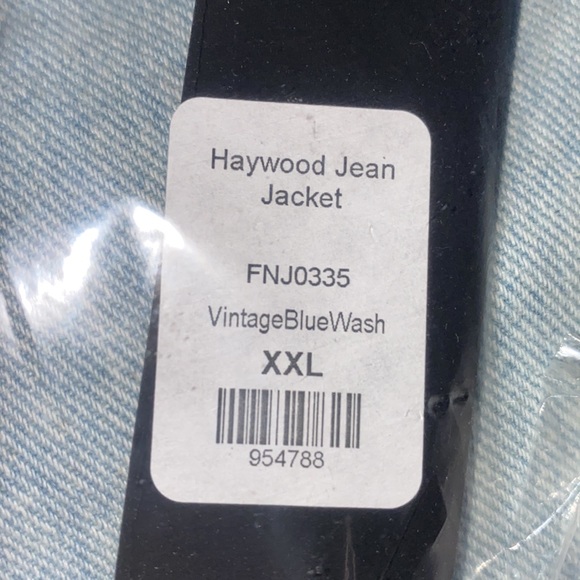 Haywood Jean
Jacket
FNJ0335
VintageBlueWash
XXL
954788